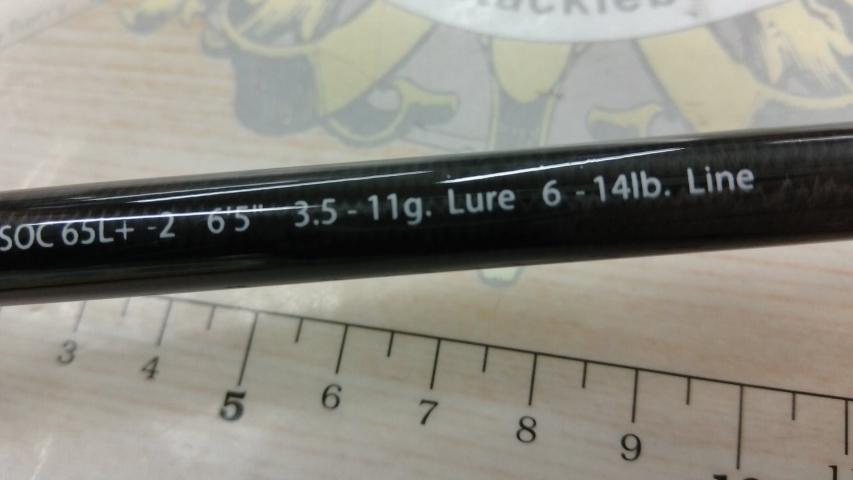 SOC 65L+ -2 6'5" 3.5 - 11g. Lure 6 - 14lb. Line
3 4 5 6 7 8 9